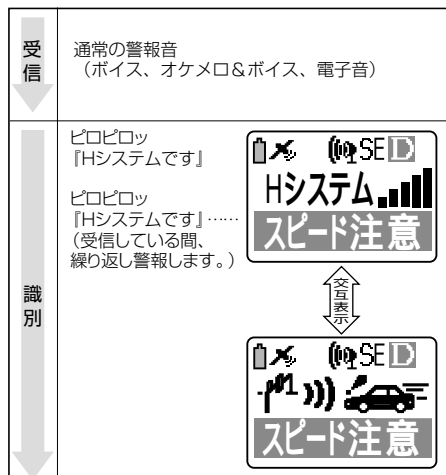 受信
通常の警報音
（ボイス、オケメロ＆ボイス、電子音）
識別
ピロピロッ
『Hシステムです』
ピロピロッ
『Hシステムです』……
（受信している間、
繰り返し警報します。）
SE D
Hシステム
スピード注意
交互表示
SE D
スピード注意